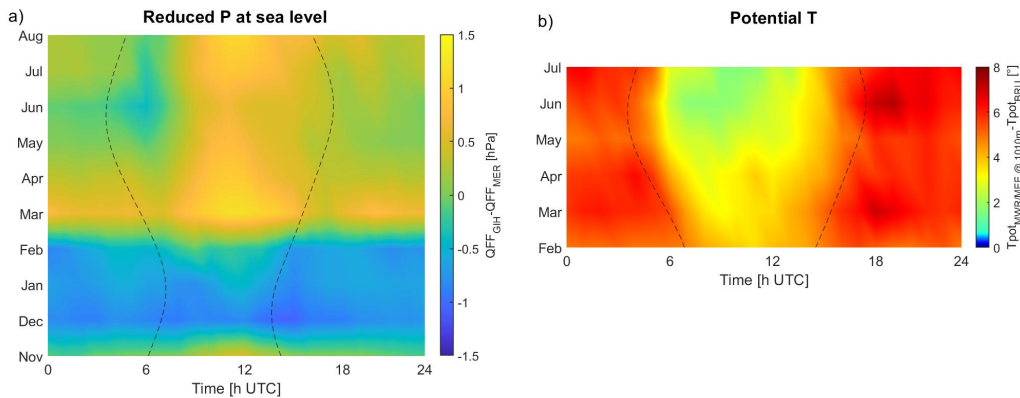 a)
Reduced P at sea level
Aug
Jul
Jun
May
Apr
Mar
Feb
Jan
Dec
Nov
0 6 12 18 24
Time [h UTC]
1.5
1
0.5
0
-0.5
-1
-1.5
QFF_GIH-QFF_MER [hPa]
b)
Potential T
Jul
Jun
May
Apr
Mar
Feb
0 6 12 18 24
Time [h UTC]
8
6
4
2
0
@ 1010m-Tpot_BRU [°]